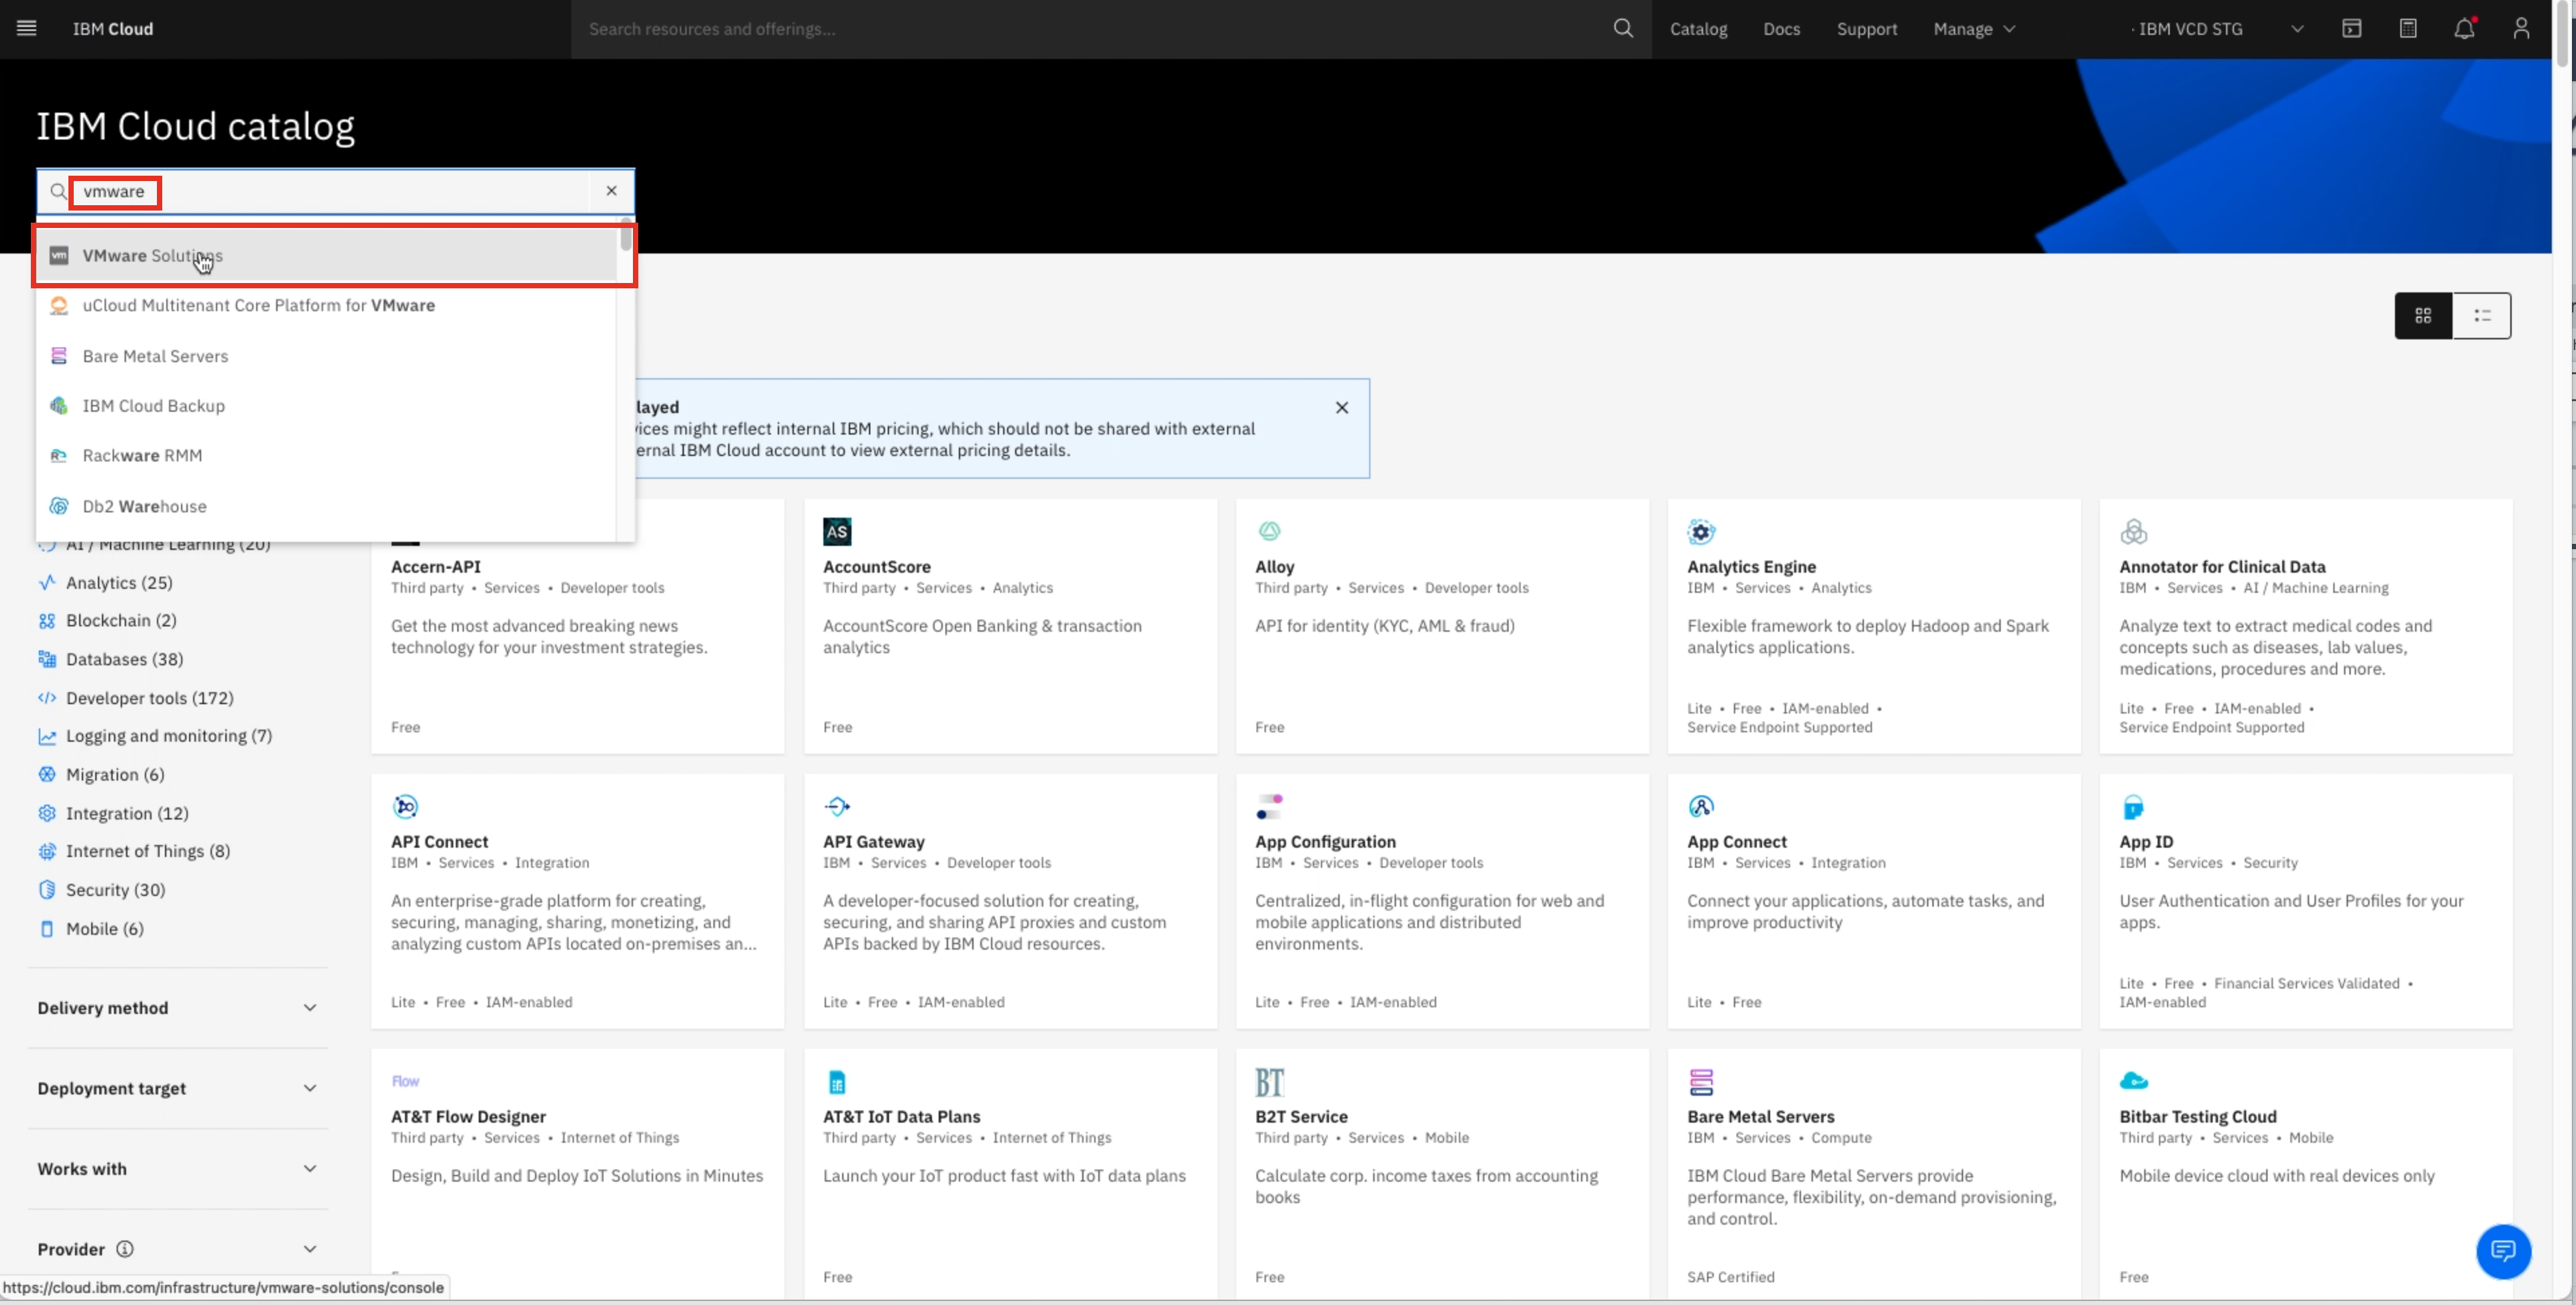 IBM Cloud
Search resources and offerings...
Catalog
Docs
Support
Manage
· IBM VCD STG
IBM Cloud catalog
vmware
vm
VMware Solutions
uCloud Multitenant Core Platform for VMware
Bare Metal Servers
IBM Cloud Backup
Rackware RMM
Db2 Warehouse
layed
ices might reflect internal IBM pricing, which should not be shared with external
ernal IBM Cloud account to view external pricing details.
AI / Machine Learning (20)
Analytics (25)
Blockchain (2)
Databases (38)
Developer tools (172)
Logging and monitoring (7)
Migration (6)
Integration (12)
Internet of Things (8)
Security (30)
Mobile (6)
Delivery method
Deployment target
Works with
Provider
Accern-API
Third party • Services • Developer tools
Get the most advanced breaking news
technology for your investment strategies.
Free
AS
AccountScore
Third party • Services • Analytics
AccountScore Open Banking & transaction
analytics
Free
Alloy
Third party • Services • Developer tools
API for identity (KYC, AML & fraud)
Free
Analytics Engine
IBM • Services • Analytics
Flexible framework to deploy Hadoop and Spark
analytics applications.
Lite • Free • IAM-enabled •
Service Endpoint Supported
Annotator for Clinical Data
IBM • Services • AI / Machine Learning
Analyze text to extract medical codes and
concepts such as diseases, lab values,
medications, procedures and more.
Lite • Free • IAM-enabled •
Service Endpoint Supported
API Connect
IBM • Services • Integration
An enterprise-grade platform for creating,
securing, managing, sharing, monetizing, and
analyzing custom APIs located on-premises an...
Lite • Free • IAM-enabled
API Gateway
IBM • Services • Developer tools
A developer-focused solution for creating,
securing, and sharing API proxies and custom
APIs backed by IBM Cloud resources.
Lite • Free • IAM-enabled
App Configuration
IBM • Services • Developer tools
Centralized, in-flight configuration for web and
mobile applications and distributed
environments.
Lite • Free • IAM-enabled
App Connect
IBM • Services • Integration
Connect your applications, automate tasks, and
improve productivity
Lite • Free
App ID
IBM • Services • Security
User Authentication and User Profiles for your
apps.
Lite • Free • Financial Services Validated •
IAM-enabled
Flow
AT&T Flow Designer
Third party • Services • Internet of Things
Design, Build and Deploy IoT Solutions in Minutes
AT&T IoT Data Plans
Third party • Services • Internet of Things
Launch your IoT product fast with IoT data plans
Free
BT
B2T Service
Third party • Services • Mobile
Calculate corp. income taxes from accounting
books
Free
Bare Metal Servers
IBM • Services • Compute
IBM Cloud Bare Metal Servers provide
performance, flexibility, on-demand provisioning,
and control.
SAP Certified
Bitbar Testing Cloud
Third party • Services • Mobile
Mobile device cloud with real devices only
Free
https://cloud.ibm.com/infrastructure/vmware-solutions/console